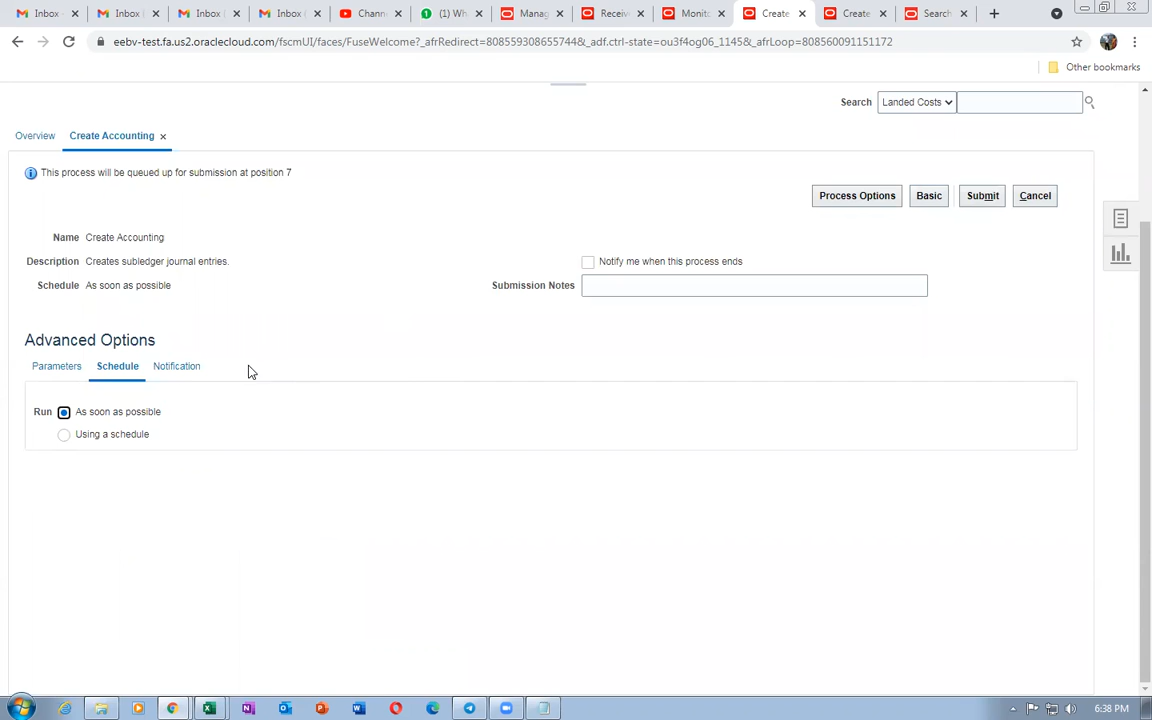 Inbox
Inbox (
Inbox (
Inbox (
Chann
(1) Wh
Manag
Receiv
Monito
Create
Create
Search
eebv-test.fa.us2.oraclecloud.com/fscmUI/faces/FuseWelcome?_afrRedirect=808559308655744&_adf.ctrl-state=ou3f4og06_1145&_afrLoop=808560091151172
Other bookmarks
Search Landed Costs
Overview Create Accounting
This process will be queued up for submission at position 7
Process Options Basic Submit Cancel
Name Create Accounting
Description Creates subledger journal entries.
Notify me when this process ends
Schedule As soon as possible
Submission Notes
Advanced Options
Parameters Schedule Notification
Run As soon as possible
Using a schedule
6:38 PM